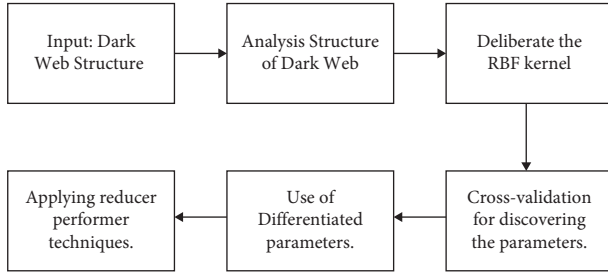 Input: Dark
Web Structure
Analysis Structure
of Dark Web
Deliberate the
RBF kernel
Cross-validation
for discovering
the parameters.
Use of
Differentiated
parameters.
Applying reducer
performer
techniques.